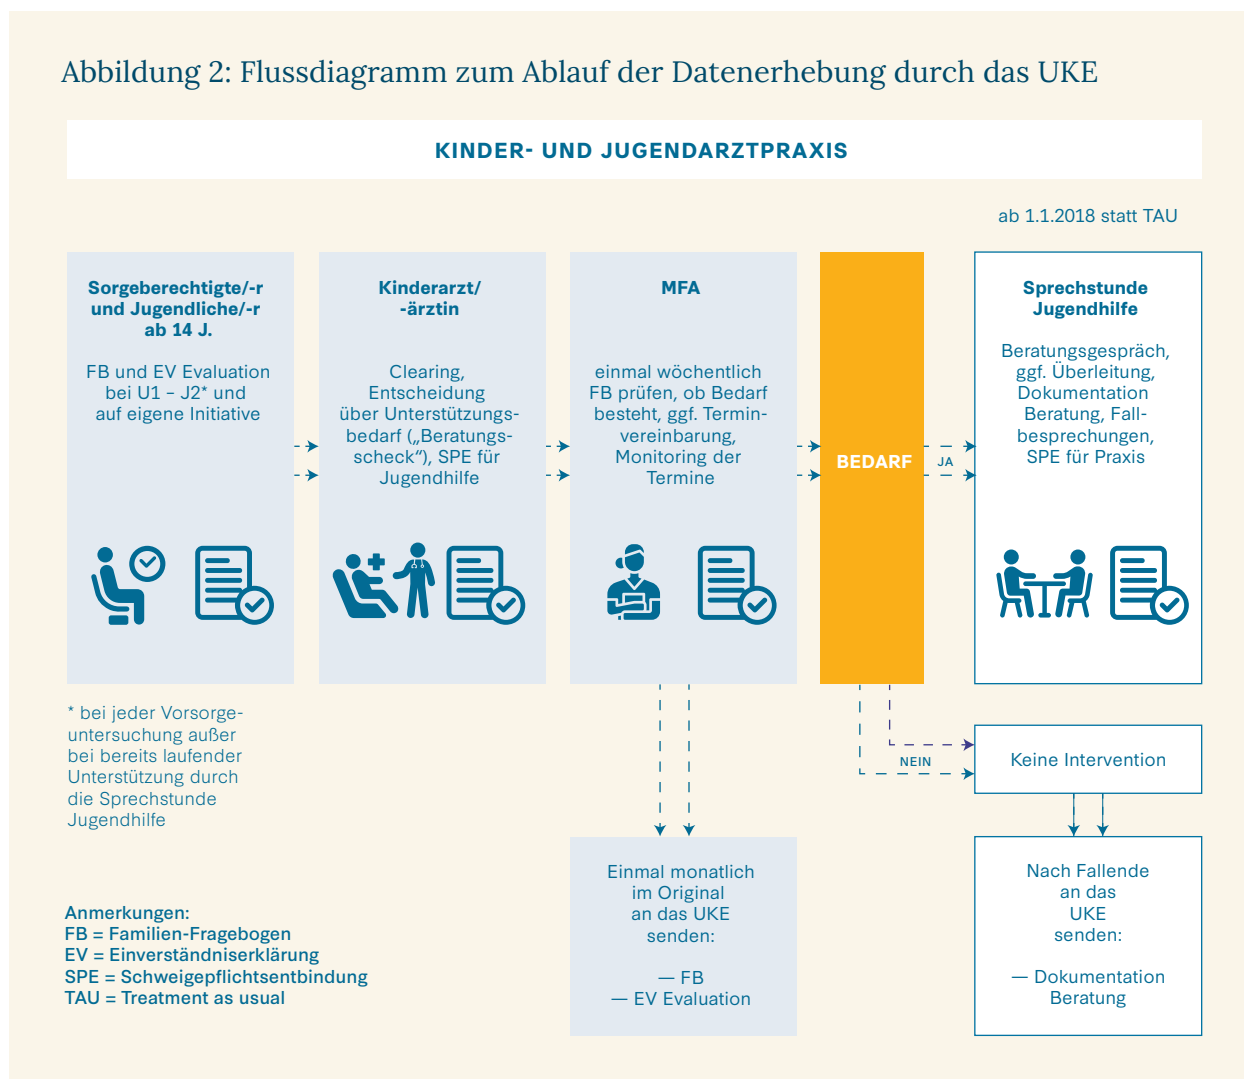 Abbildung 2: Flussdiagramm zum Ablauf der Datenerhebung durch das UKE
KINDER- UND JUGENDARZTPRAXIS
ab 1.1.2018 statt TAU
Sorgeberechtigte/-r
und Jugendliche/-r
ab 14 J.
FB und EV Evaluation
bei U1 – J2* und
auf eigene Initiative
Kinderarzt/
-ärztin
Clearing,
Entscheidung
über Unterstützungs-
bedarf („Beratungs-
scheck“), SPE für
Jugendhilfe
MFA
einmal wöchentlich
FB prüfen, ob Bedarf
besteht, ggf. Termin-
vereinbarung,
Monitoring der
Termine
BEDARF
JA
Sprechstunde
Jugendhilfe
Beratungsgespräch,
ggf. Überleitung,
Dokumentation
Beratung, Fall-
besprechungen,
SPE für Praxis
* bei jeder Vorsorge-
untersuchung außer
bei bereits laufender
Unterstützung durch
die Sprechstunde
Jugendhilfe
NEIN
Keine Intervention
Einmal monatlich
im Original
an das UKE
senden:
— FB
— EV Evaluation
Nach Fallende
an das
UKE
senden:
— Dokumentation
Beratung
Anmerkungen:
FB = Familien-Fragebogen
EV = Einverständniserklärung
SPE = Schweigepflichtsentbindung
TAU = Treatment as usual